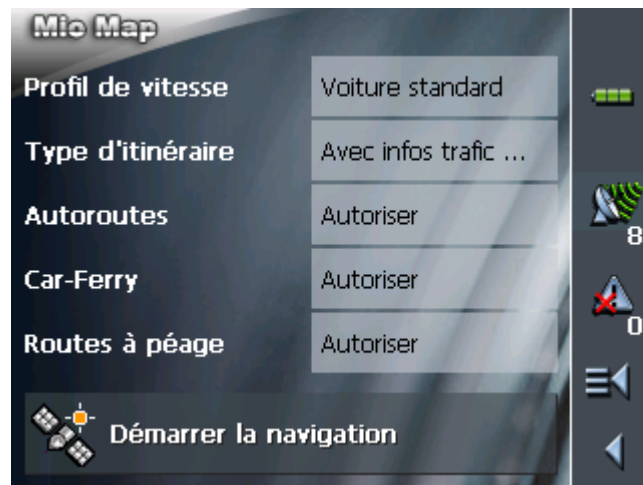 Mio Map
Profil de vitesse Voiture standard
Type d'itinéraire Avec infos trafic ...
8
Autoroutes Autoriser
Car-Ferry Autoriser
0
Routes à péage Autoriser
Démarrer la navigation